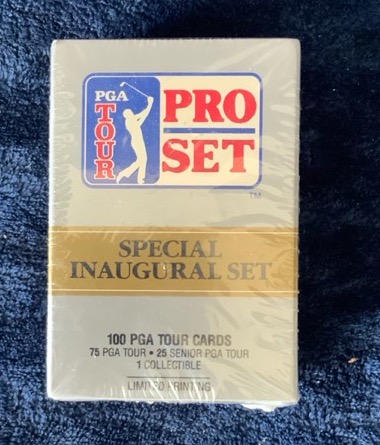 PGA
TOUR
PRO
SET
TM
SPECIAL
INAUGURAL SET
100 PGA TOUR CARDS
75 PGA TOUR • 25 SENIOR PGA TOUR
1 COLLECTIBLE
LIMITED PRINTING